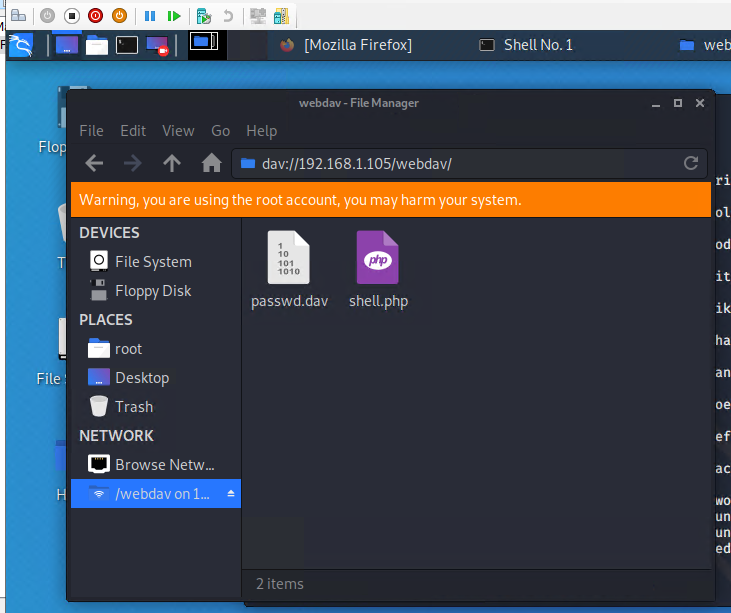 [Mozilla Firefox]
Shell No. 1
web
webdav - File Manager
File Edit View Go Help
dav://192.168.1.105/webdav/
Warning, you are using the root account, you may harm your system.
DEVICES
File System
Floppy Disk
PLACES
root
Desktop
Trash
NETWORK
Browse Netw...
/webdav on 1...
1
10
101
1010
passwd.dav
php
shell.php
2 items
Flop
T
File S
H
ri
ol
od
it
ik
ha
an
oe
ef
ac
wo
un
un
ed